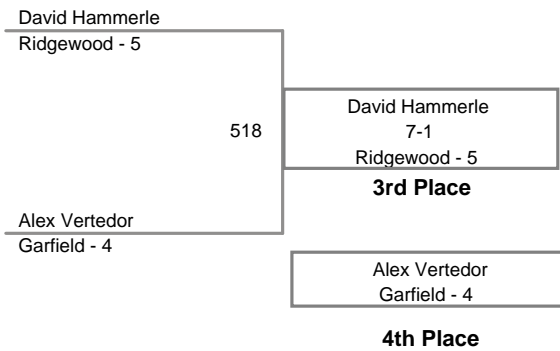 David Hammerle
Ridgewood - 5
518
David Hammerle
7-1
Ridgewood - 5
3rd Place
Alex Vertedor
Garfield - 4
Alex Vertedor
Garfield - 4
4th Place